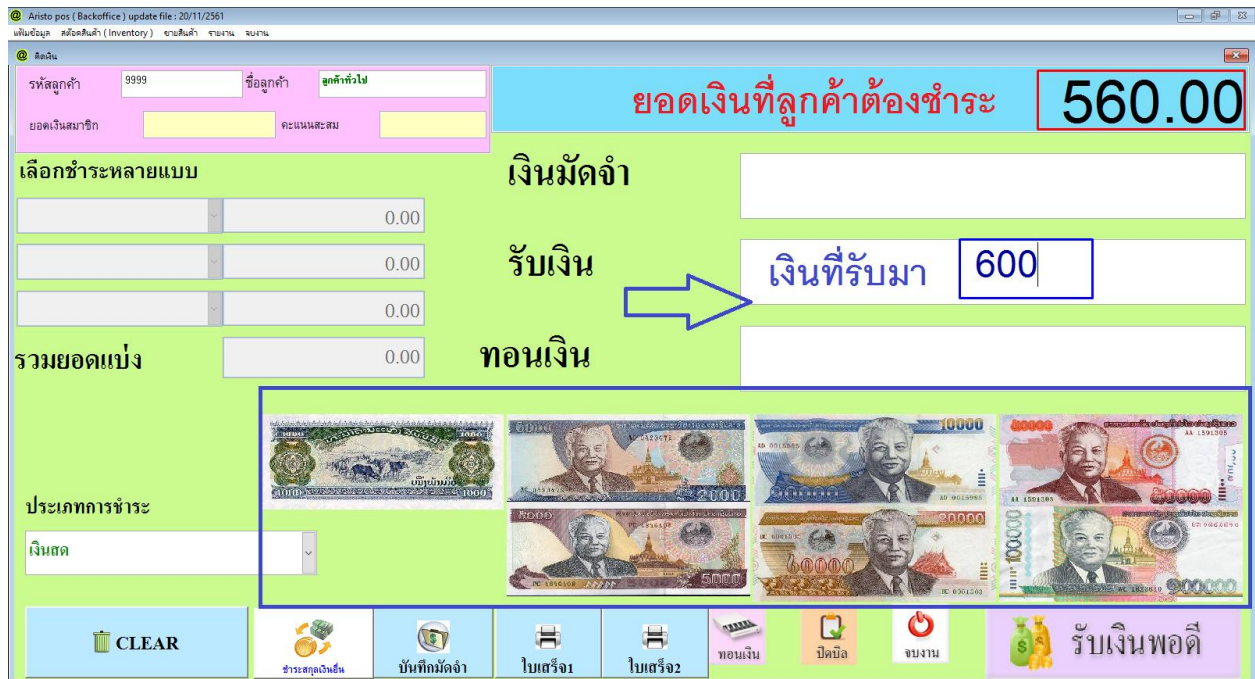 Aristo pos ( Backoffice ) update file : 20/11/2561
แฟ้มข้อมูล สต๊อคสินค้า ( Inventory ) ขายสินค้า รายงาน จบงาน
คิดเงิน
รหัสลูกค้า 9999 ชื่อลูกค้า ลูกค้าทั่วไป
ยอดเงินสมาชิก คะแนนสะสม
ยอดเงินที่ลูกค้าต้องชำระ 560.00
เลือกชำระหลายแบบ
0.00
0.00
0.00
รวมยอดแบ่ง 0.00
เงินมัดจำ
รับเงิน เงินที่รับมา 600
ทอนเงิน
2000
10000
50000
5000
20000
100000
ประเภทการชำระ
เงินสด
CLEAR
ชำระสกุลเงินอื่น
บันทึกมัดจำ
ใบเสร็จ1
ใบเสร็จ2
ทอนเงิน
ปิดบิล
จบงาน
รับเงินพอดี